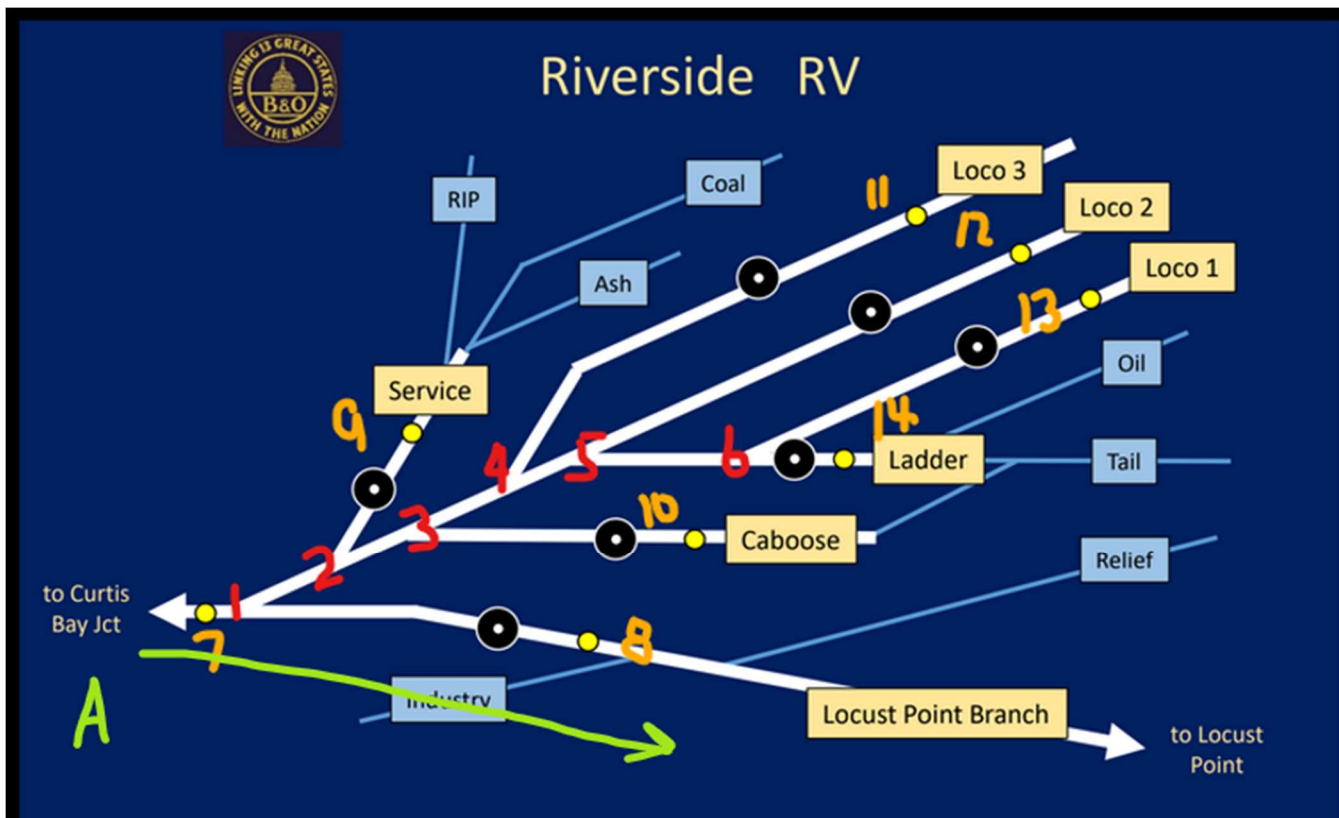 LINKING 13 GREAT STATES
B&O
WITH THE NATION
Riverside RV
RIP
Coal
Ash
Loco 3
11
Loco 2
12
Loco 1
13
Oil
Service
9
14
4
5
6
Ladder
Tail
10
3
Caboose
2
Relief
to Curtis
Bay Jct
1
7
8
A
Industry
Locust Point Branch
to Locust
Point